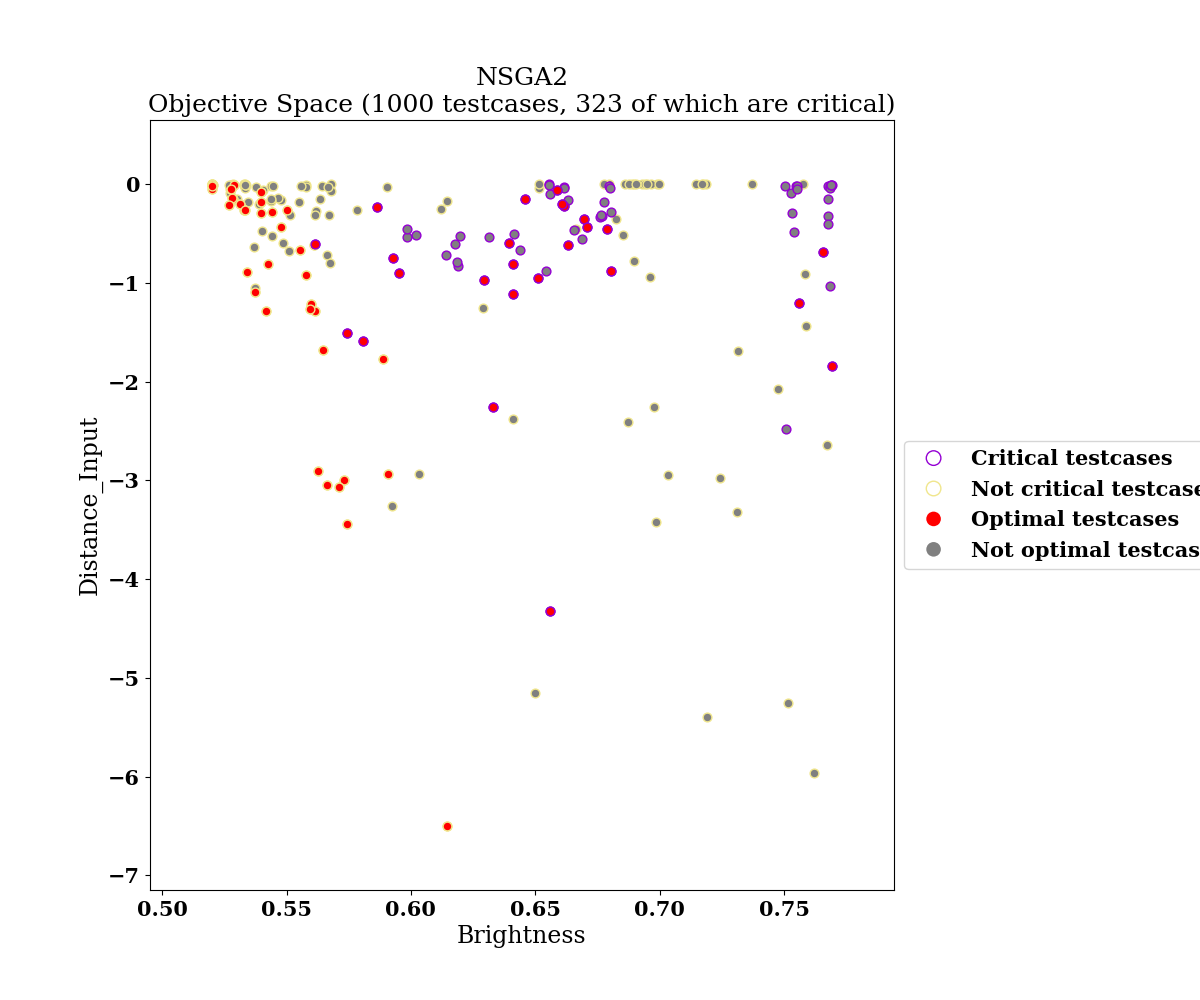 NSGA2
Objective Space (1000 testcases, 323 of which are critical)
0
−1
−2
−3
−4
−5
−6
−7
Distance_Input
0.50 0.55 0.60 0.65 0.70 0.75
Brightness
Critical testcases
Not critical testcase
Optimal testcases
Not optimal testcas